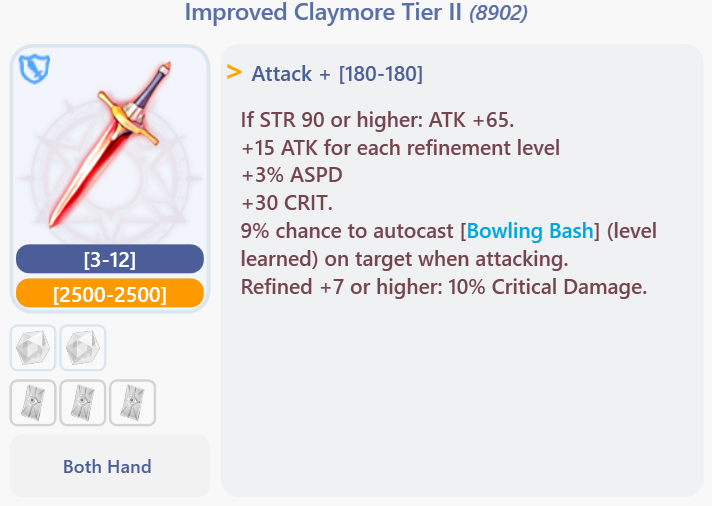 Improved Claymore Tier II (8902)
> Attack + [180-180]
If STR 90 or higher: ATK +65.
+15 ATK for each refinement level
+3% ASPD
+30 CRIT.
9% chance to autocast [Bowling Bash] (level
learned) on target when attacking.
Refined +7 or higher: 10% Critical Damage.
[3-12]
[2500-2500]
Both Hand